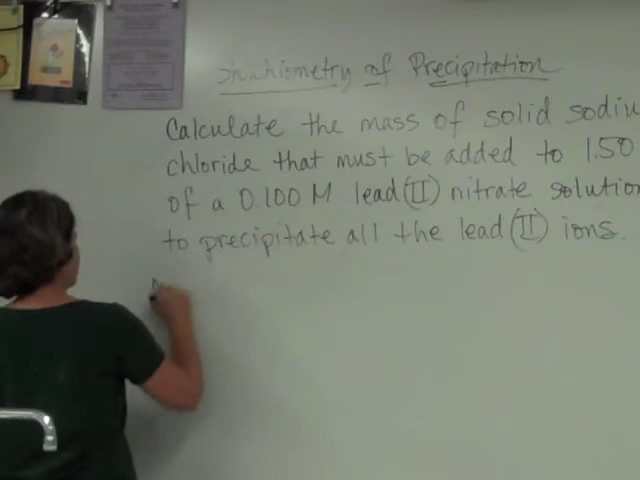 Stoichiometry of Precipitation
Calculate the mass of solid sodiu
chloride that must be added to 1.50
of a 0.100 M lead (II) nitrate solution
to precipitate all the lead (II) ions.